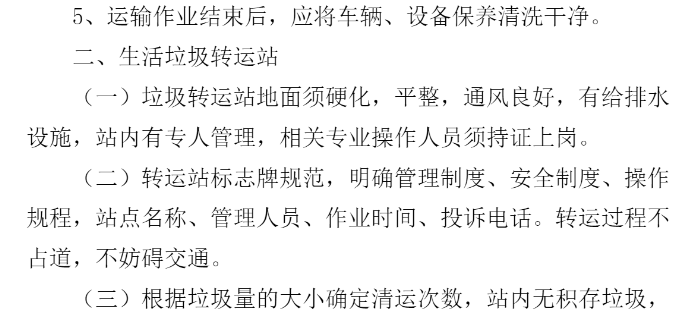 5、运输作业结束后，应将车辆、设备保养清洗干净。
二、生活垃圾转运站
（一）垃圾转运站地面须硬化，平整，通风良好，有给排水
设施，站内有专人管理，相关专业操作人员须持证上岗。
（二）转运站标志牌规范，明确管理制度、安全制度、操作
规程，站点名称、管理人员、作业时间、投诉电话。转运过程不
占道，不妨碍交通。
（三）根据垃圾量的大小确定清运次数，站内无积存垃圾，